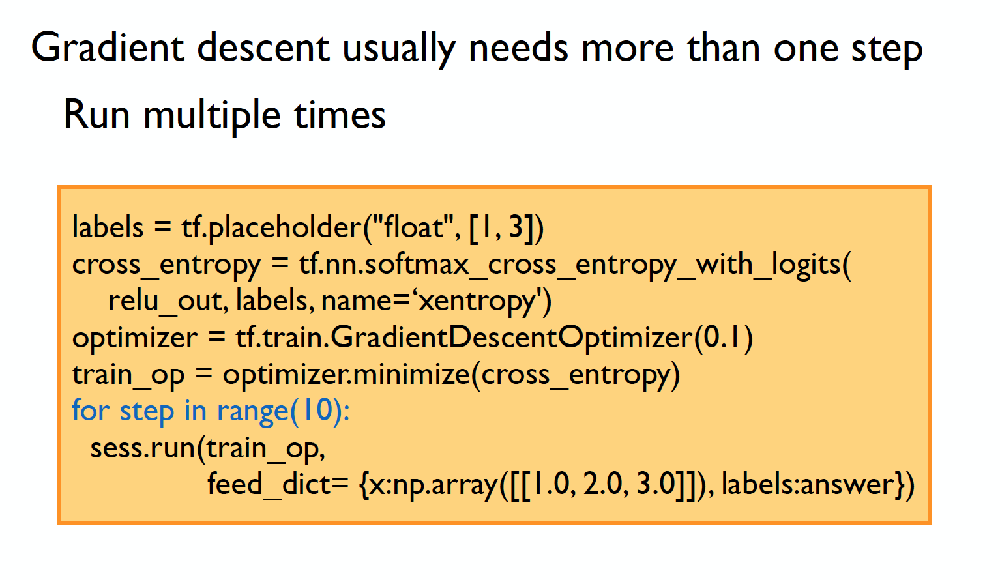 Gradient descent usually needs more than one step
Run multiple times
labels = tf.placeholder("float", [1, 3])
cross_entropy = tf.nn.softmax_cross_entropy_with_logits(
relu_out, labels, name=‘xentropy')
optimizer = tf.train.GradientDescentOptimizer(0.1)
train_op = optimizer.minimize(cross_entropy)
for step in range(10):
sess.run(train_op,
feed_dict= {x:np.array([[1.0, 2.0, 3.0]]), labels:answer})